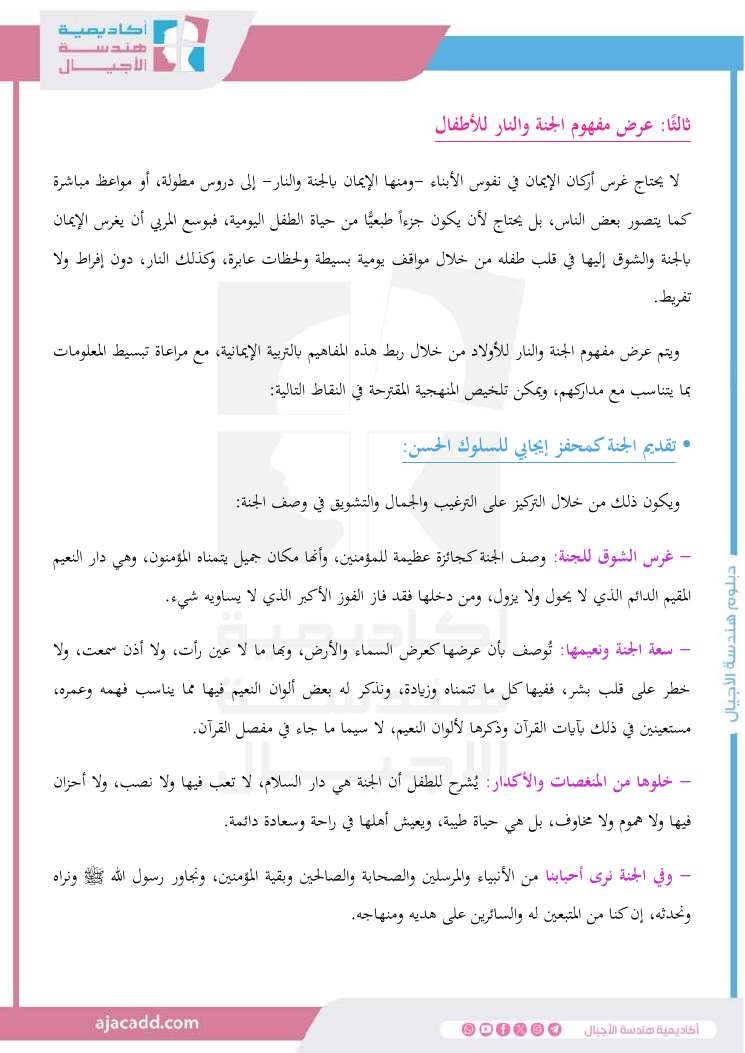 أكاديمية
هندسة
الأجيال
ثالثًا: عرض مفهوم الجنة والنار للأطفال
لا يحتاج غرس أركان الإيمان في نفوس الأبناء -ومنها الإيمان بالجنة والنار- إلى دروس مطولة، أو مواعظ مباشرة
كما يتصور بعض الناس، بل يحتاج لأن يكون جزءاً طبعيًّا من حياة الطفل اليومية، فبوسع المربي أن يغرس الإيمان
بالجنة والشوق إليها في قلب طفله من خلال مواقف يومية بسيطة ولحظات عابرة، وكذلك النار، دون إفراط ولا
تفريط.
ويتم عرض مفهوم الجنة والنار للأولاد من خلال ربط هذه المفاهيم بالتربية الإيمانية، مع مراعاة تبسيط المعلومات
بما يتناسب مع مداركهم، ويمكن تلخيص المنهجية المقترحة في النقاط التالية:
• تقديم الجنة كمحفز إيجابي للسلوك الحسن:
ويكون ذلك من خلال التركيز على الترغيب والجمال والتشويق في وصف الجنة:
- غرس الشوق للجنة: وصف الجنة كجائزة عظيمة للمؤمنين، وأنها مكان جميل يتمناه المؤمنون، وهي دار النعيم
المقيم الدائم الذي لا يحول ولا يزول، ومن دخلها فقد فاز الفوز الأكبر الذي لا يساويه شيء.
- سعة الجنة ونعيمها: تُوصف بأن عرضها كعرض السماء والأرض، وبها ما لا عين رأت، ولا أذن سمعت، ولا
خطر على قلب بشر، ففيها كل ما تتمناه وزيادة، ونذكر له بعض ألوان النعيم فيها مما يناسب فهمه وعمره،
مستعينين في ذلك بآيات القرآن وذكرها لألوان النعيم، لا سيما ما جاء في مفصل القرآن.
- خلوها من المنغصات والأكدار: يُشرح للطفل أن الجنة هي دار السلام، لا تعب فيها ولا نصب، ولا أحزان
فيها ولا هموم ولا مخاوف، بل هي حياة طيبة، ويعيش أهلها في راحة وسعادة دائمة.
- وفي الجنة نرى أحبابنا من الأنبياء والمرسلين والصحابة والصالحين وبقية المؤمنين، ونجاور رسول الله ﷺ ونراه
ونحدثه، إن كنا من المتبعين له والسائرين على هديه ومنهاجه.
دبلوم هندسة الأجيال
أكاديمية هندسة الأجيال
ajacadd.com